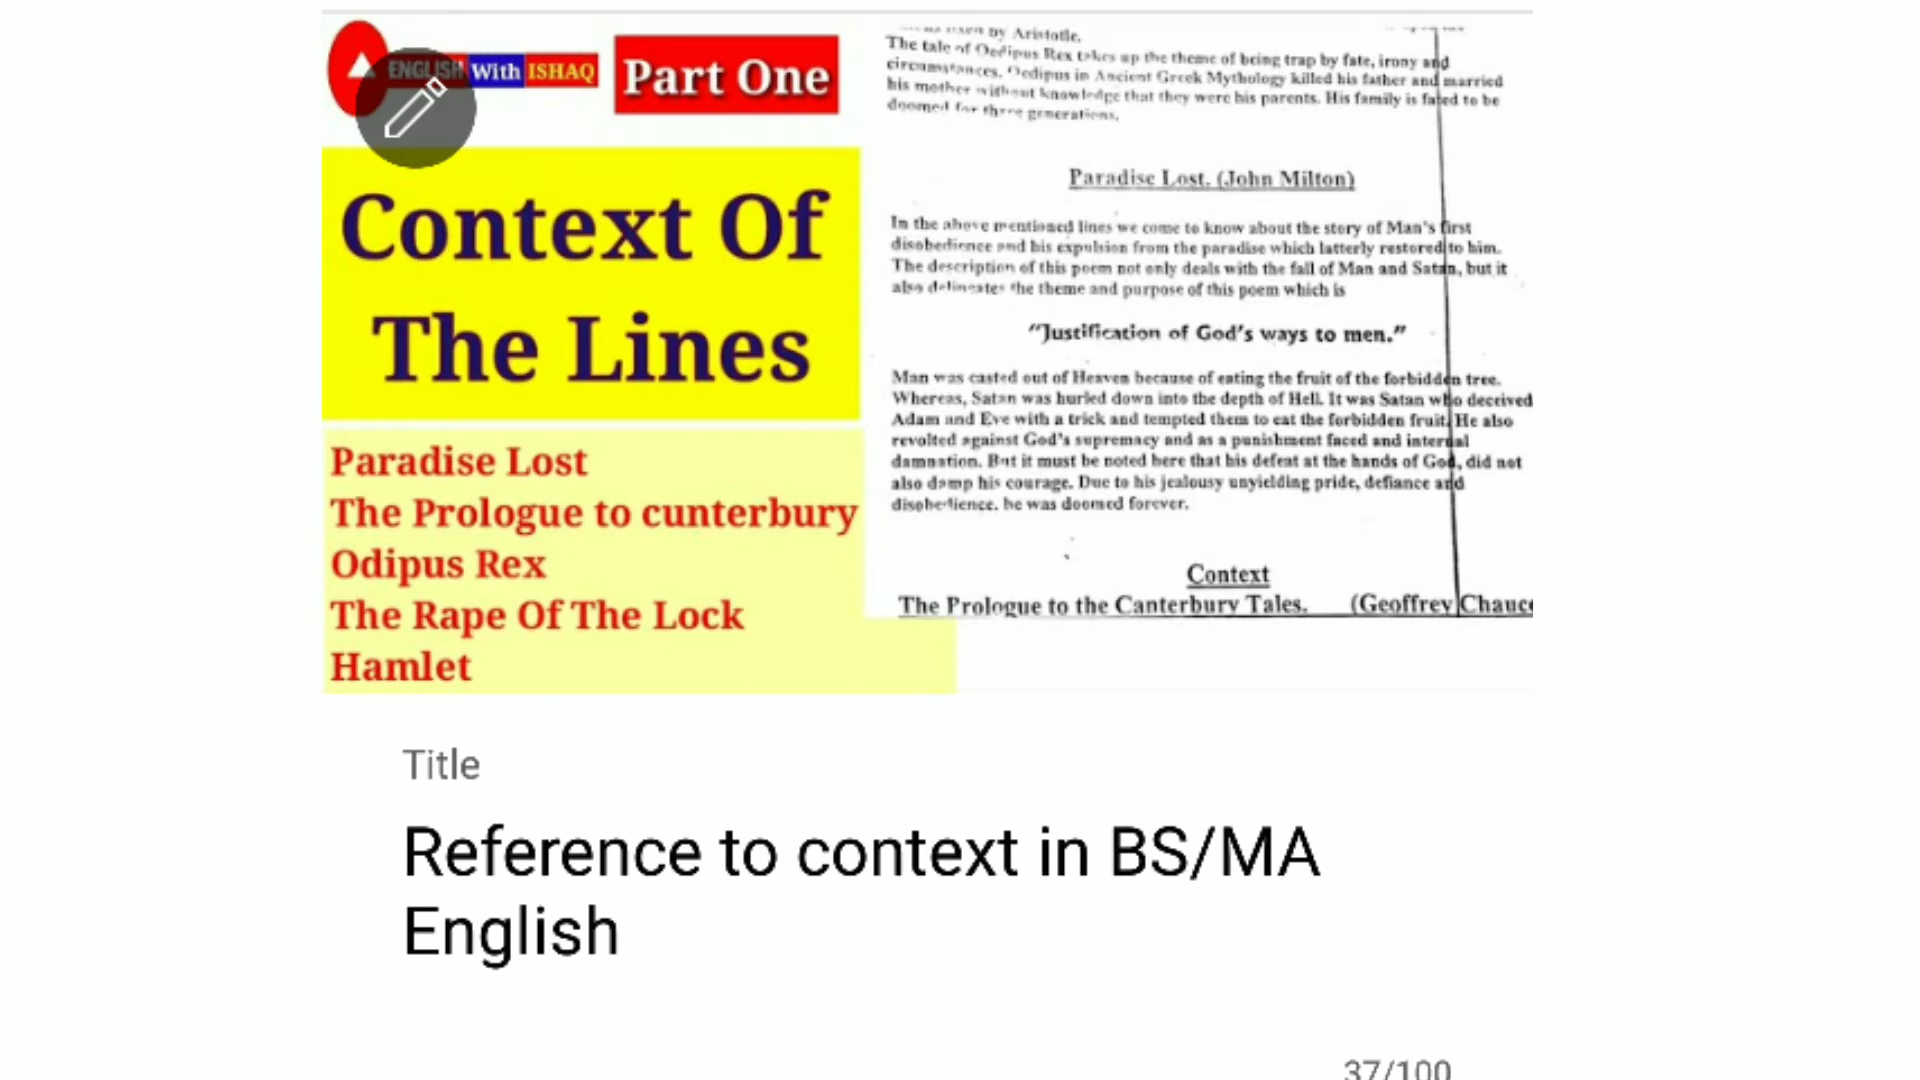 ENGLISH With ISHAQ
Part One
Context Of
The Lines
Paradise Lost
The Prologue to cunterbury
Odipus Rex
The Rape Of The Lock
Hamlet
by Aristotle.
The tale of Oedipus Rex takes up the theme of being trap by fate, irony and
circumstances. Oedipus in Ancient Greek Mythology killed his father and married
his mother without knowledge that they were his parents. His family is fated to be
doomed for three generations.
Paradise Lost. (John Milton)
In the above mentioned lines we come to know about the story of Man's first
disobedience and his expulsion from the paradise which latterly restored to him.
The description of this poem not only deals with the fall of Man and Satan, but it
also delineates the theme and purpose of this poem which is
"Justification of God's ways to men."
Man was casted out of Heaven because of eating the fruit of the forbidden tree.
Whereas, Satan was hurled down into the depth of Hell. It was Satan who deceived
Adam and Eve with a trick and tempted them to eat the forbidden fruit. He also
revolted against God's supremacy and as a punishment faced and internal
damnation. But it must be noted here that his defeat at the hands of God, did not
also damp his courage. Due to his jealousy unyielding pride, defiance and
disobedience. he was doomed forever.
Context
The Prologue to the Canterbury Tales. (Geoffrey Chauce
Title
Reference to context in BS/MA
English
37/100